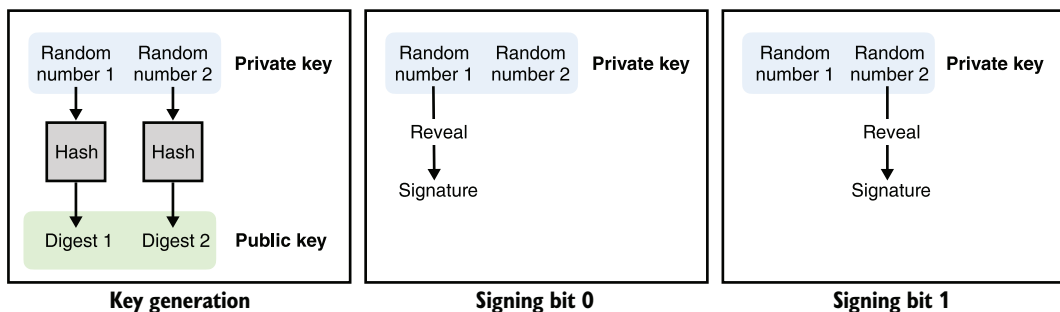 Random number 1
Random number 2
Private key
Hash
Hash
Digest 1
Digest 2
Public key
Key generation
Random number 1
Random number 2
Private key
Reveal
Signature
Signing bit 0
Random number 1
Random number 2
Private key
Reveal
Signature
Signing bit 1